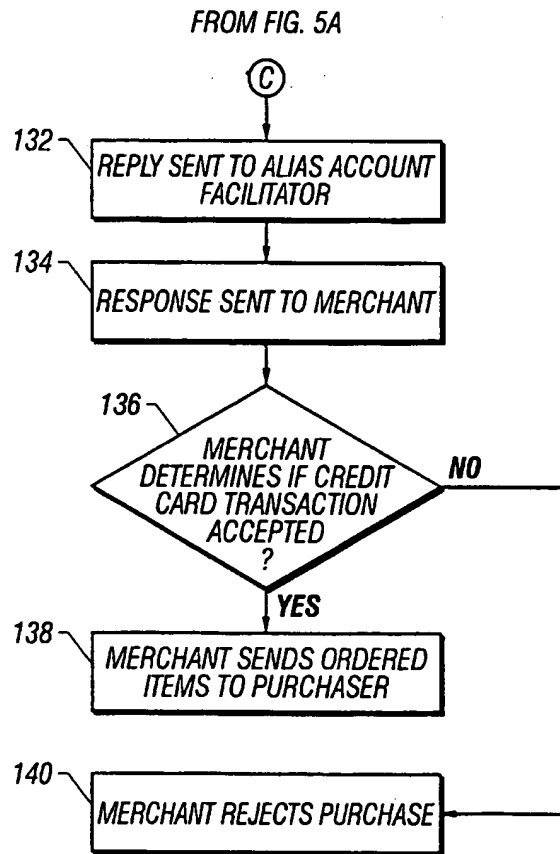 FROM FIG. 5A
C
132
REPLY SENT TO ALIAS ACCOUNT
FACILITATOR
134
RESPONSE SENT TO MERCHANT
136
MERCHANT
DETERMINES IF CREDIT
CARD TRANSACTION
ACCEPTED
?
NO
YES
138
MERCHANT SENDS ORDERED
ITEMS TO PURCHASER
140
MERCHANT REJECTS PURCHASE